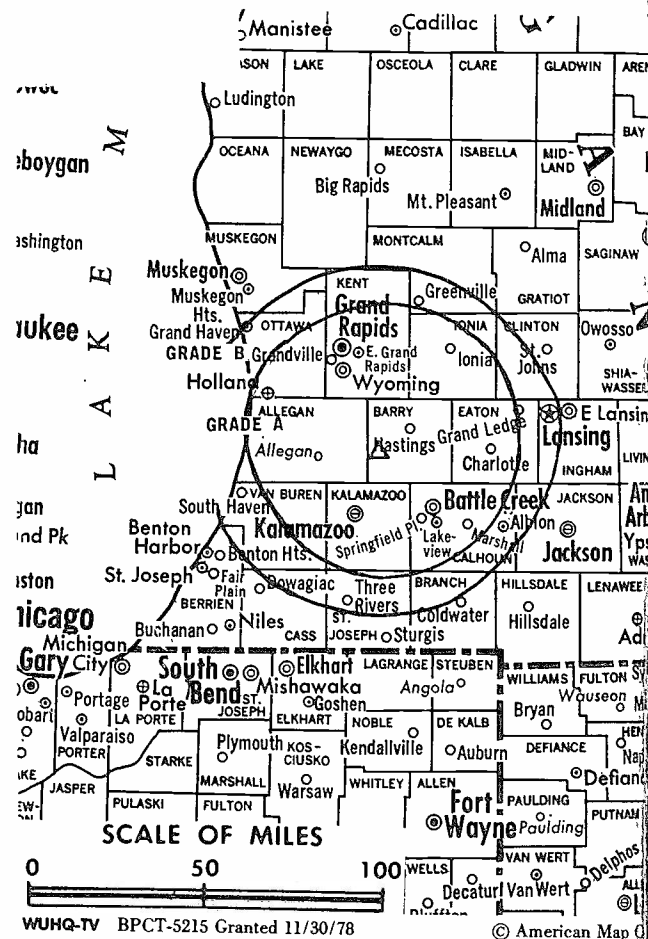 Manistee
Cadillac
LAKE
OSCEOLA
CLARE
GLADWIN
Ludington
BAY
OCEANA
NEWAYGO
MECOSTA
ISABELLA
MID-
LAND
Big Rapids
Mt. Pleasant
Midland
MUSKEGON
MONTCALM
Alma
SAGINAW
Muskegon
Muskegon
Hts.
KENT
Greenville
GRATIOT
Grand Haven
OTTAWA
Grand
Rapids
IONIA
CLINTON
Owosso
GRADE B
Grandville
E. Grand
Rapids
Ionia
St.
Johns
SHIA-
Holland
Wyoming
LAKE M
ALLEGAN
BARRY
EATON
E Lansin
GRADE A
Hastings
Grand Ledge
Lansing
Allegan
Charlotte
INGHAM
South Haven
VAN BUREN
KALAMAZOO
Battle Creek
JACKSON
Kalamazoo
Springfield Pl
Lake-
view
Marshall
Albion
Jackson
Benton
Harbor
Benton Hts.
CALHOUN
St. Joseph
Fair
Plain
Dowagiac
Three
Rivers
BRANCH
HILLSDALE
LENAWEE
BERRIEN
Coldwater
Hillsdale
Buchanan
Niles
CASS
ST.
JOSEPH
Sturgis
Michigan
City
Gary
South
Bend
Elkhart
LAGRANGE
STEUBEN
WILLIAMS
FULTON
Portage
La
Porte
ST.
JOSEPH
Mishawaka
Goshen
Angola
Wauseon
Valparaiso
LA PORTE
ELKHART
NOBLE
DE KALB
Bryan
PORTER
STARKE
Plymouth
KOS-
CIUSKO
Kendallville
Auburn
DEFIANCE
JASPER
MARSHALL
Warsaw
WHITLEY
ALLEN
Defian
PULASKI
FULTON
Fort
Wayne
PAULDING
Paulding
PUTNAM
SCALE OF MILES
WELLS
VAN WERT
Delphos
0 50 100
Decatur
Van Wert
WUHQ-TV BPCT-5215 Granted 11/30/78
© American Map